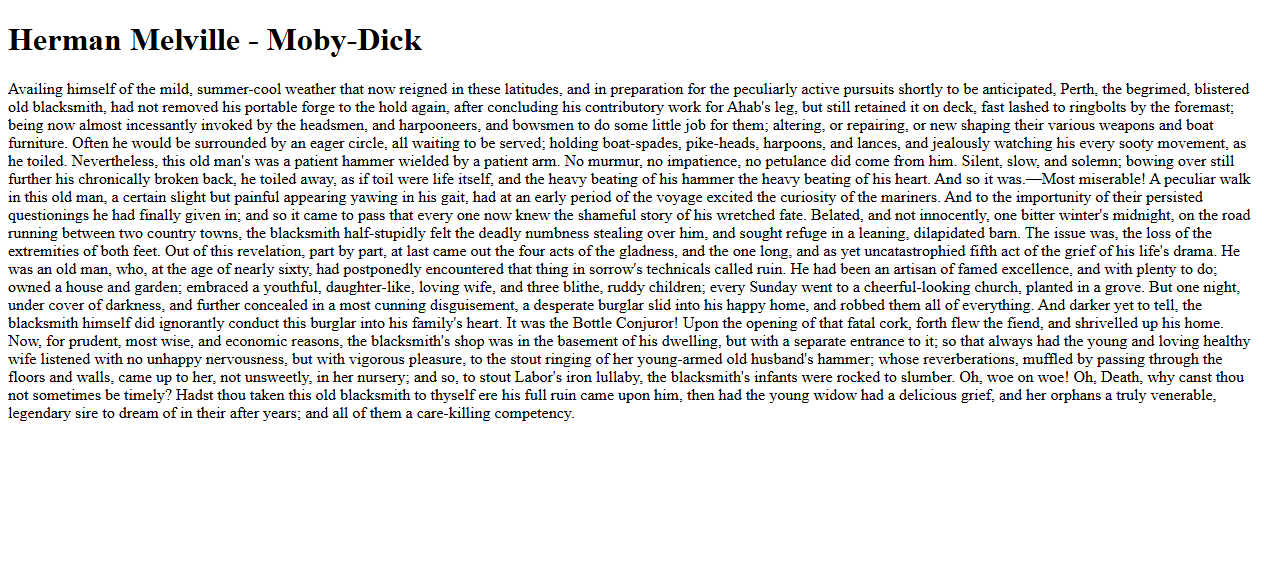 Herman Melville - Moby-Dick
Availing himself of the mild, summer-cool weather that now reigned in these latitudes, and in preparation for the peculiarly active pursuits shortly to be anticipated, Perth, the begrimed, blistered
old blacksmith, had not removed his portable forge to the hold again, after concluding his contributory work for Ahab's leg, but still retained it on deck, fast lashed to ringbolts by the foremast;
being now almost incessantly invoked by the headsmen, and harpooneers, and bowsmen to do some little job for them; altering, or repairing, or new shaping their various weapons and boat
furniture. Often he would be surrounded by an eager circle, all waiting to be served; holding boat-spades, pike-heads, harpoons, and lances, and jealously watching his every sooty movement, as
he toiled. Nevertheless, this old man's was a patient hammer wielded by a patient arm. No murmur, no impatience, no petulance did come from him. Silent, slow, and solemn; bowing over still
further his chronically broken back, he toiled away, as if toil were life itself, and the heavy beating of his hammer the heavy beating of his heart. And so it was.—Most miserable! A peculiar walk
in this old man, a certain slight but painful appearing yawing in his gait, had at an early period of the voyage excited the curiosity of the mariners. And to the importunity of their persisted
questionings he had finally given in; and so it came to pass that every one now knew the shameful story of his wretched fate. Belated, and not innocently, one bitter winter's midnight, on the road
running between two country towns, the blacksmith half-stupidly felt the deadly numbness stealing over him, and sought refuge in a leaning, dilapidated barn. The issue was, the loss of the
extremities of both feet. Out of this revelation, part by part, at last came out the four acts of the gladness, and the one long, and as yet uncatastrophied fifth act of the grief of his life's drama. He
was an old man, who, at the age of nearly sixty, had postponedly encountered that thing in sorrow's technicals called ruin. He had been an artisan of famed excellence, and with plenty to do;
owned a house and garden; embraced a youthful, daughter-like, loving wife, and three blithe, ruddy children; every Sunday went to a cheerful-looking church, planted in a grove. But one night,
under cover of darkness, and further concealed in a most cunning disguisement, a desperate burglar slid into his happy home, and robbed them all of everything. And darker yet to tell, the
blacksmith himself did ignorantly conduct this burglar into his family's heart. It was the Bottle Conjuror! Upon the opening of that fatal cork, forth flew the fiend, and shrivelled up his home.
Now, for prudent, most wise, and economic reasons, the blacksmith's shop was in the basement of his dwelling, but with a separate entrance to it; so that always had the young and loving healthy
wife listened with no unhappy nervousness, but with vigorous pleasure, to the stout ringing of her young-armed old husband's hammer; whose reverberations, muffled by passing through the
floors and walls, came up to her, not unsweetly, in her nursery; and so, to stout Labor's iron lullaby, the blacksmith's infants were rocked to slumber. Oh, woe on woe! Oh, Death, why canst thou
not sometimes be timely? Hadst thou taken this old blacksmith to thyself ere his full ruin came upon him, then had the young widow had a delicious grief, and her orphans a truly venerable,
legendary sire to dream of in their after years; and all of them a care-killing competency.